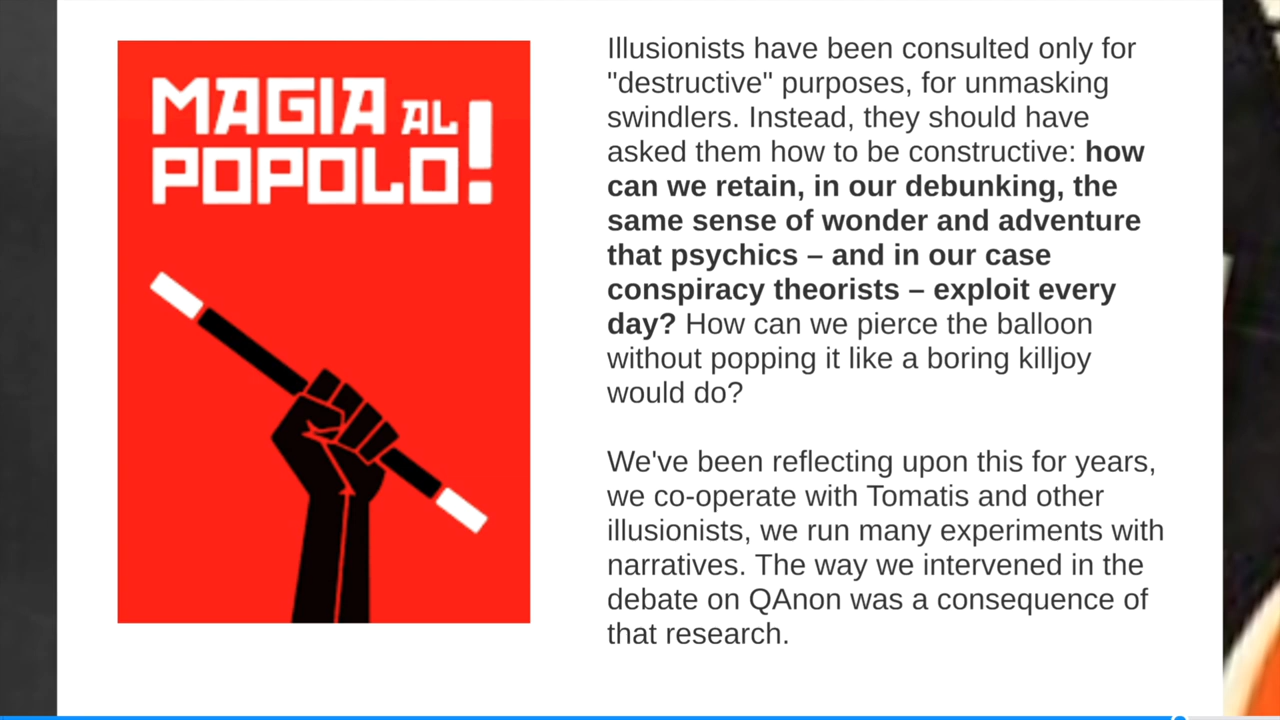 MAGIA AL
POPOLO!
Illusionists have been consulted only for
"destructive" purposes, for unmasking
swindlers. Instead, they should have
asked them how to be constructive: how
can we retain, in our debunking, the
same sense of wonder and adventure
that psychics – and in our case
conspiracy theorists – exploit every
day? How can we pierce the balloon
without popping it like a boring killjoy
would do?
We've been reflecting upon this for years,
we co-operate with Tomatis and other
illusionists, we run many experiments with
narratives. The way we intervened in the
debate on QAnon was a consequence of
that research.